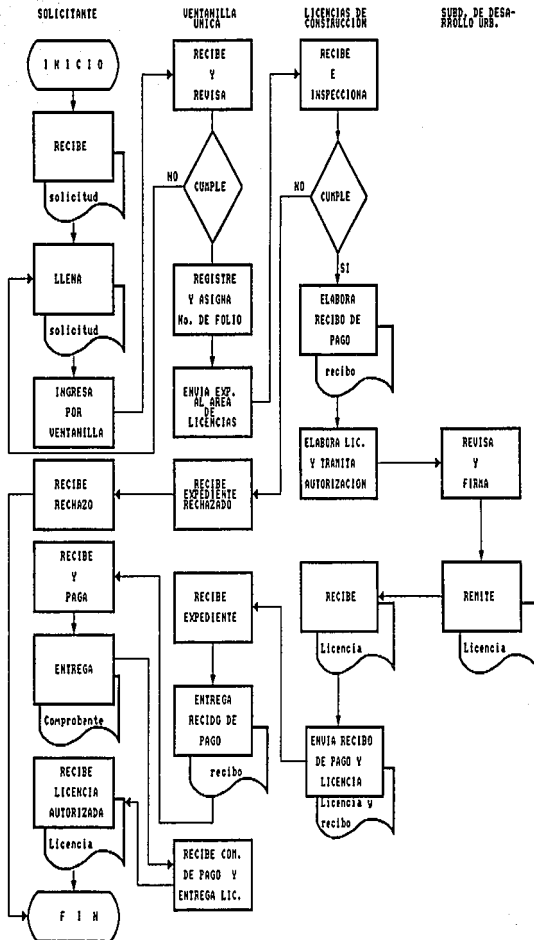 SOLICITANTE
VENTANILLA
UNICA
LICENCIAS DE
CONSTRUCCIÓN
SUBD. DE DESA-
RROLLO URB.
INICIO
RECIBE
solicitud
LLENA
solicitud
INGRESA
POR
VENTANILLA
RECIBE
RECHAZO
RECIBE
Y
PAGA
ENTREGA
Comprobente
RECIBE
LICENCIA
AUTORIZADA
Licencia
FIN
RECIBE
Y
REVISA
NO
CUMPLE
REGISTRE
Y ASIGNA
No. DE FOLIO
ENVIA EXP.
AL AREA
DE
LICENCIAS
RECIBE
EXPEDIENTE
RECHAZADO
RECIBE
EXPEDIENTE
ENTREGA
RECIDO DE
PAGO
recibo
RECIBE COM.
DE PAGO Y
ENTREGA LIC.
RECIBE
E
INSPECCIONA
NO
CUMPLE
SI
ELABORA
RECIBO DE
PAGO
recibo
ELABORA LIC.
Y TRAMITA
AUTORIZACION
RECIBE
Licencia
ENVIA RECIBO
DE PAGO Y
LICENCIA
Licencia y
recibo
REVISA
Y
FIRMA
REMITE
Licencia